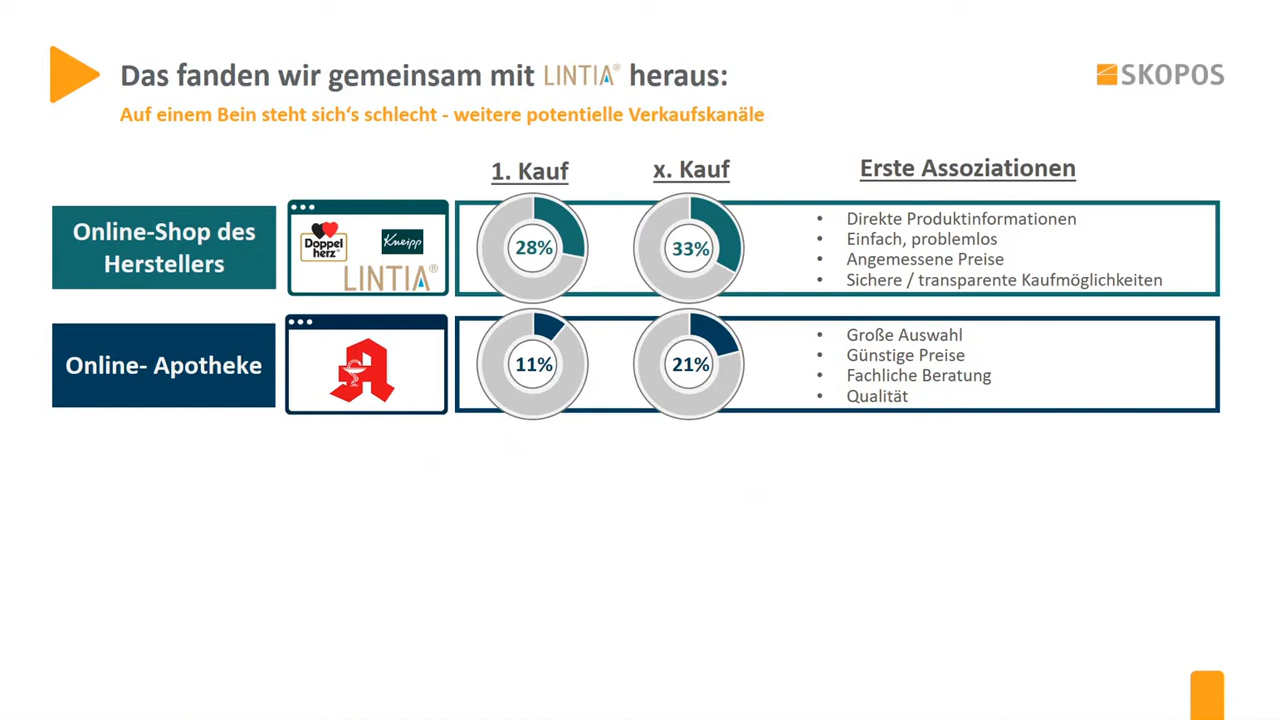 Das fanden wir gemeinsam mit LINTIA® heraus:
SKOPOS
Auf einem Bein steht sich‘s schlecht - weitere potentielle Verkaufskanäle
1. Kauf
x. Kauf
Erste Assoziationen
Online-Shop des
Herstellers
Doppel
herz®
Kneipp
LINTIA®
28%
33%
• Direkte Produktinformationen
• Einfach, problemlos
• Angemessene Preise
• Sichere / transparente Kaufmöglichkeiten
Online- Apotheke
11%
21%
• Große Auswahl
• Günstige Preise
• Fachliche Beratung
• Qualität